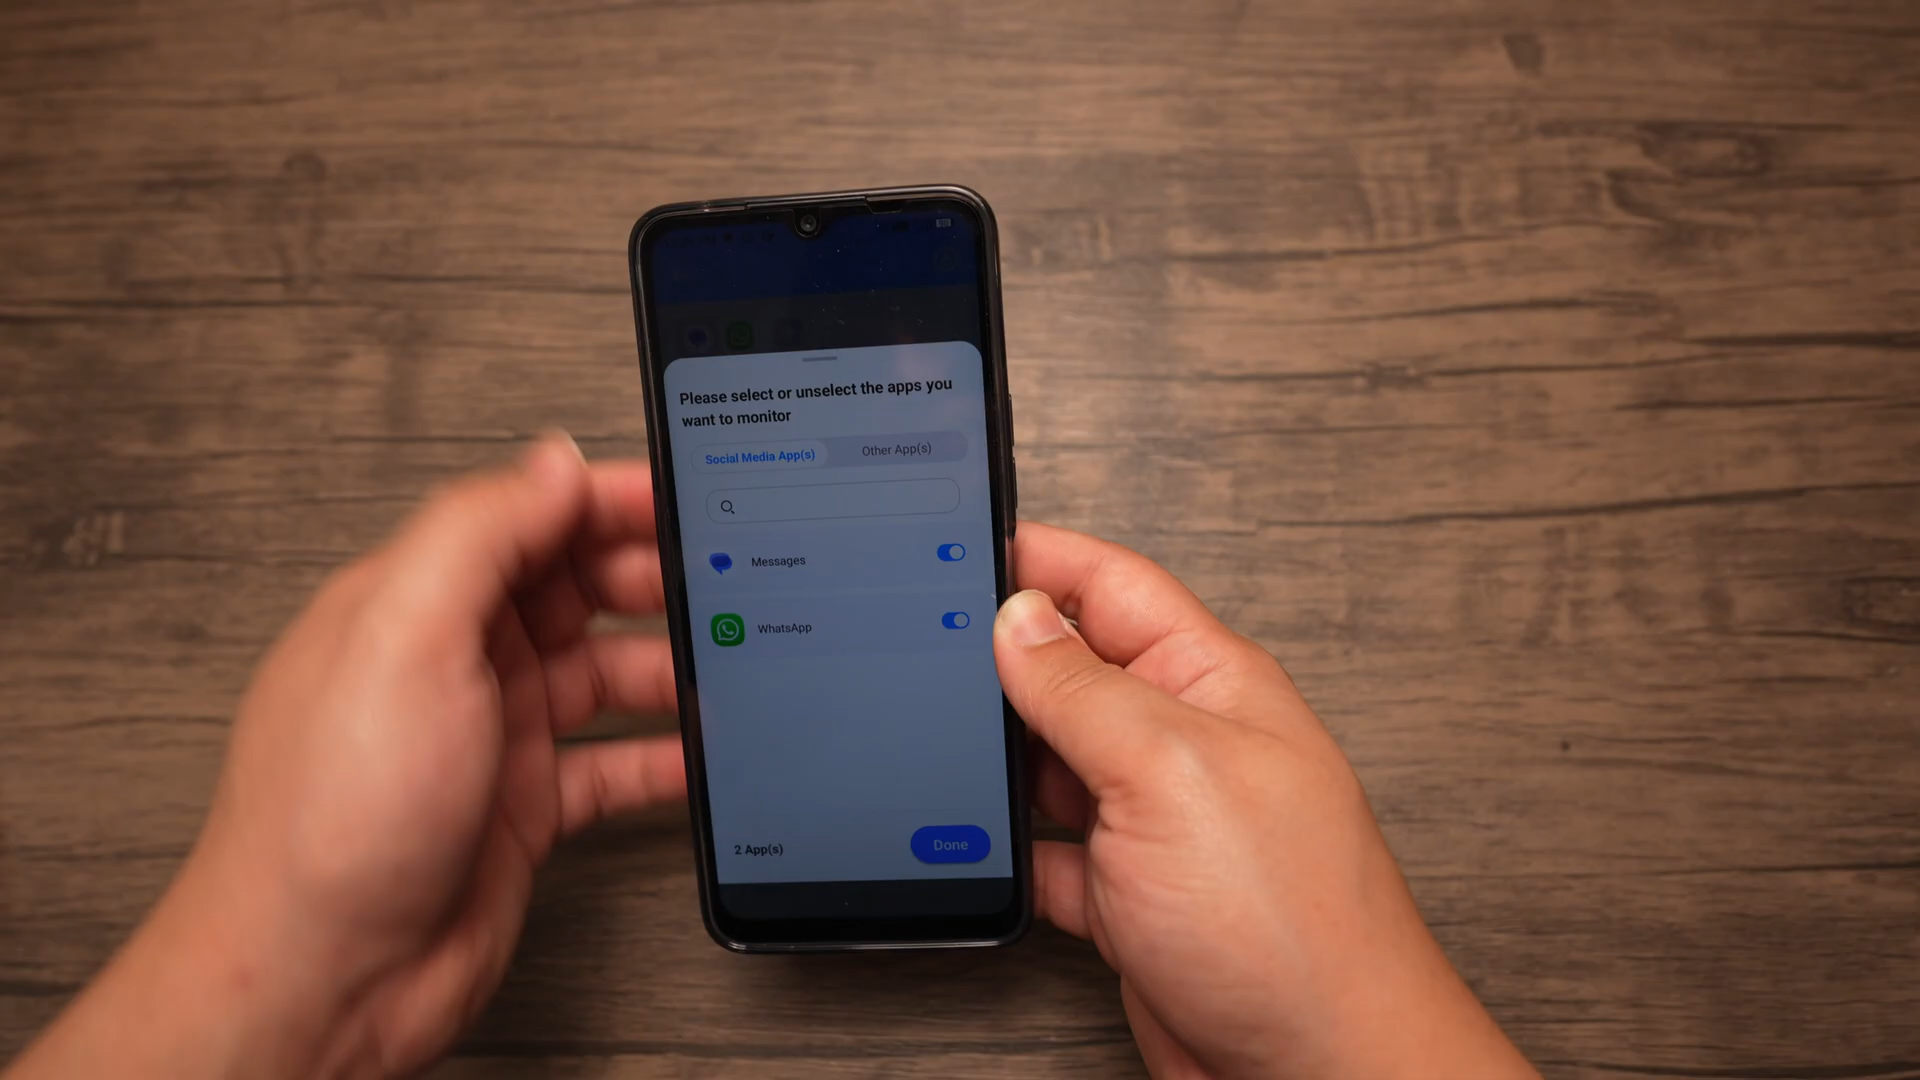 Please select or unselect the apps you
want to monitor
Social Media App(s)
Other App(s)
Messages
WhatsApp
2 App(s)
Done